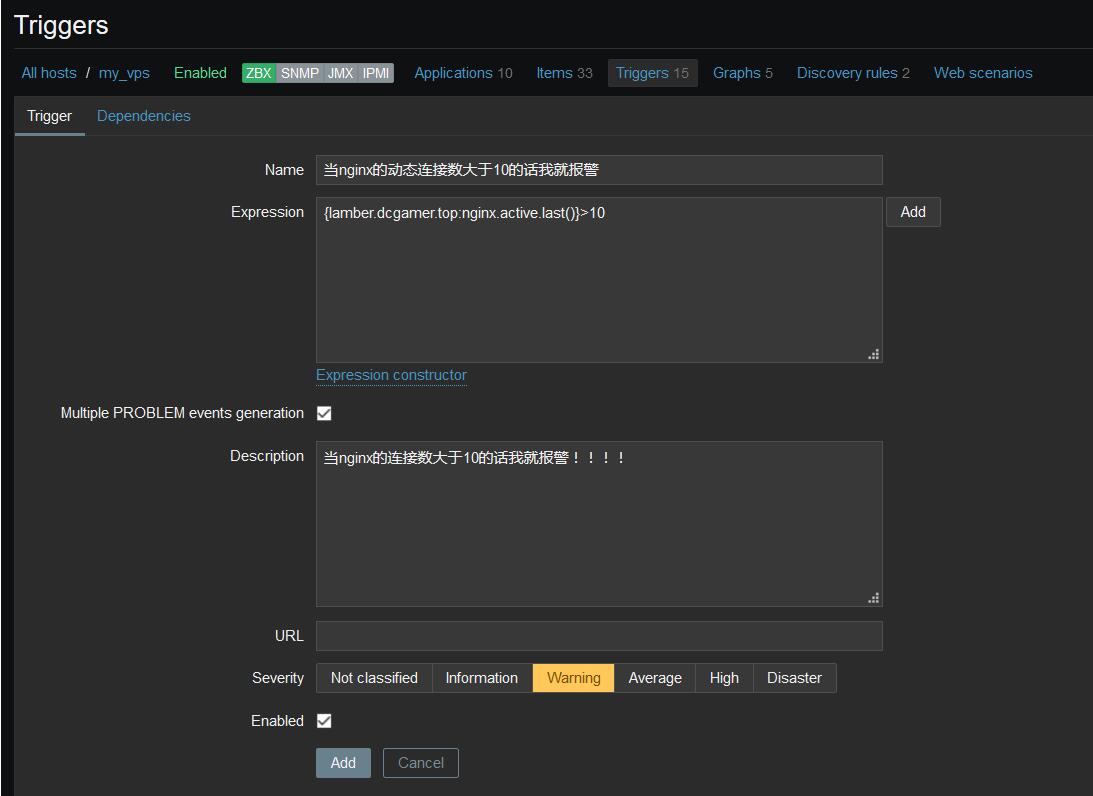 Triggers
All hosts / my_vps Enabled ZBX SNMP JMX IPMI Applications 10 Items 33 Triggers 15 Graphs 5 Discovery rules 2 Web scenarios
Trigger Dependencies
Name 当nginx的动态连接数大于10的话我就报警
Expression {lamber.dcgamer.top:nginx.active.last()}>10 Add
Expression constructor
Multiple PROBLEM events generation
Description 当nginx的连接数大于10的话我就报警！！！！
URL
Severity Not classified Information Warning Average High Disaster
Enabled
Add Cancel